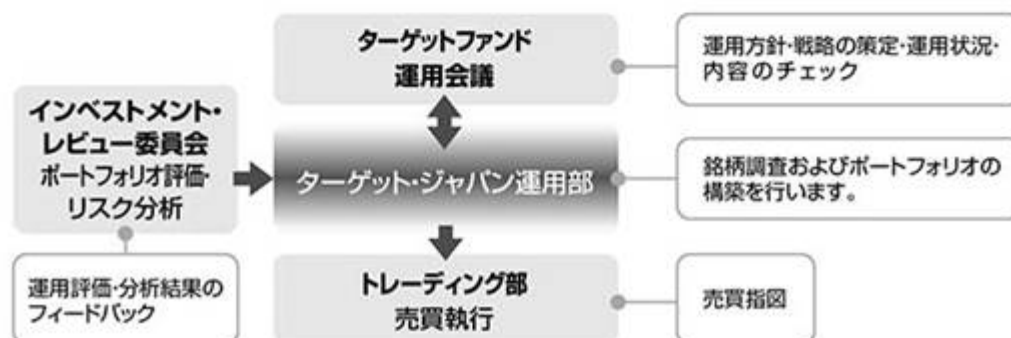 ターゲットファンド
運用会議
運用方針・戦略の策定・運用状況・
内容のチェック
インベストメント・
レビュー委員会
ポートフォリオ評価・
リスク分析
ターゲット・ジャパン運用部
銘柄調査およびポートフォリオの
構築を行います。
運用評価・分析結果の
フィードバック
トレーディング部
売買執行
売買指図